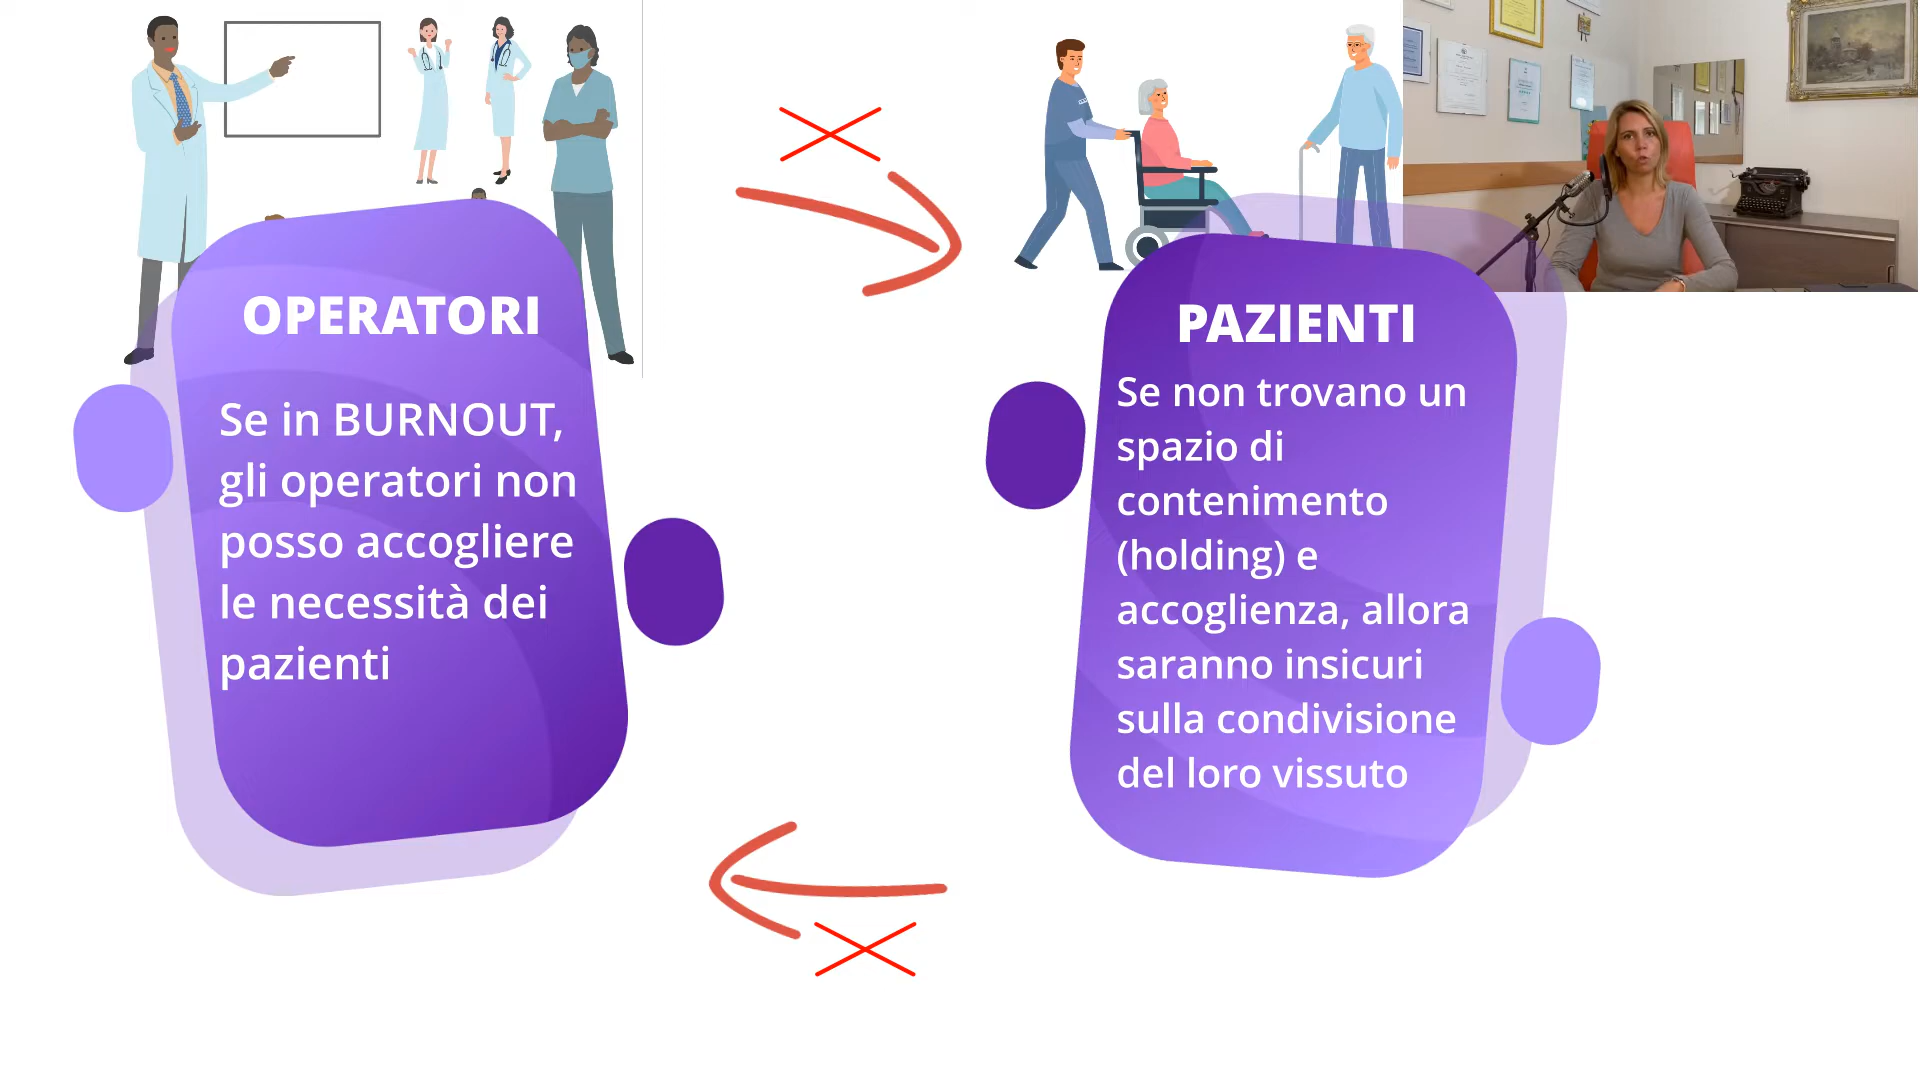 OPERATORI
Se in BURNOUT,
gli operatori non
posso accogliere
le necessità dei
pazienti
PAZIENTI
Se non trovano un
spazio di
contenimento
(holding) e
accoglienza, allora
saranno insicuri
sulla condivisione
del loro vissuto